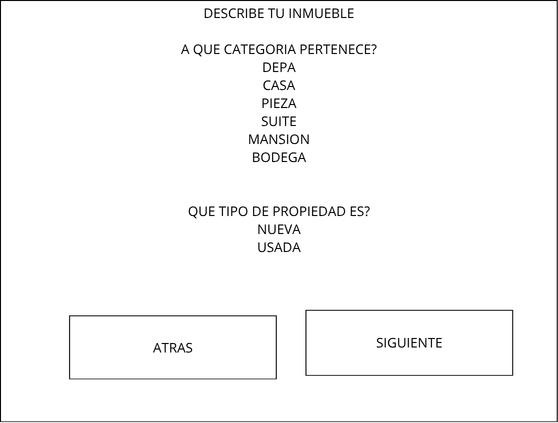 DESCRIBE TU INMUEBLE
A QUE CATEGORIA PERTENECE?
DEPA
CASA
PIEZA
SUITE
MANSION
BODEGA
QUE TIPO DE PROPIEDAD ES?
NUEVA
USADA
ATRAS
SIGUIENTE